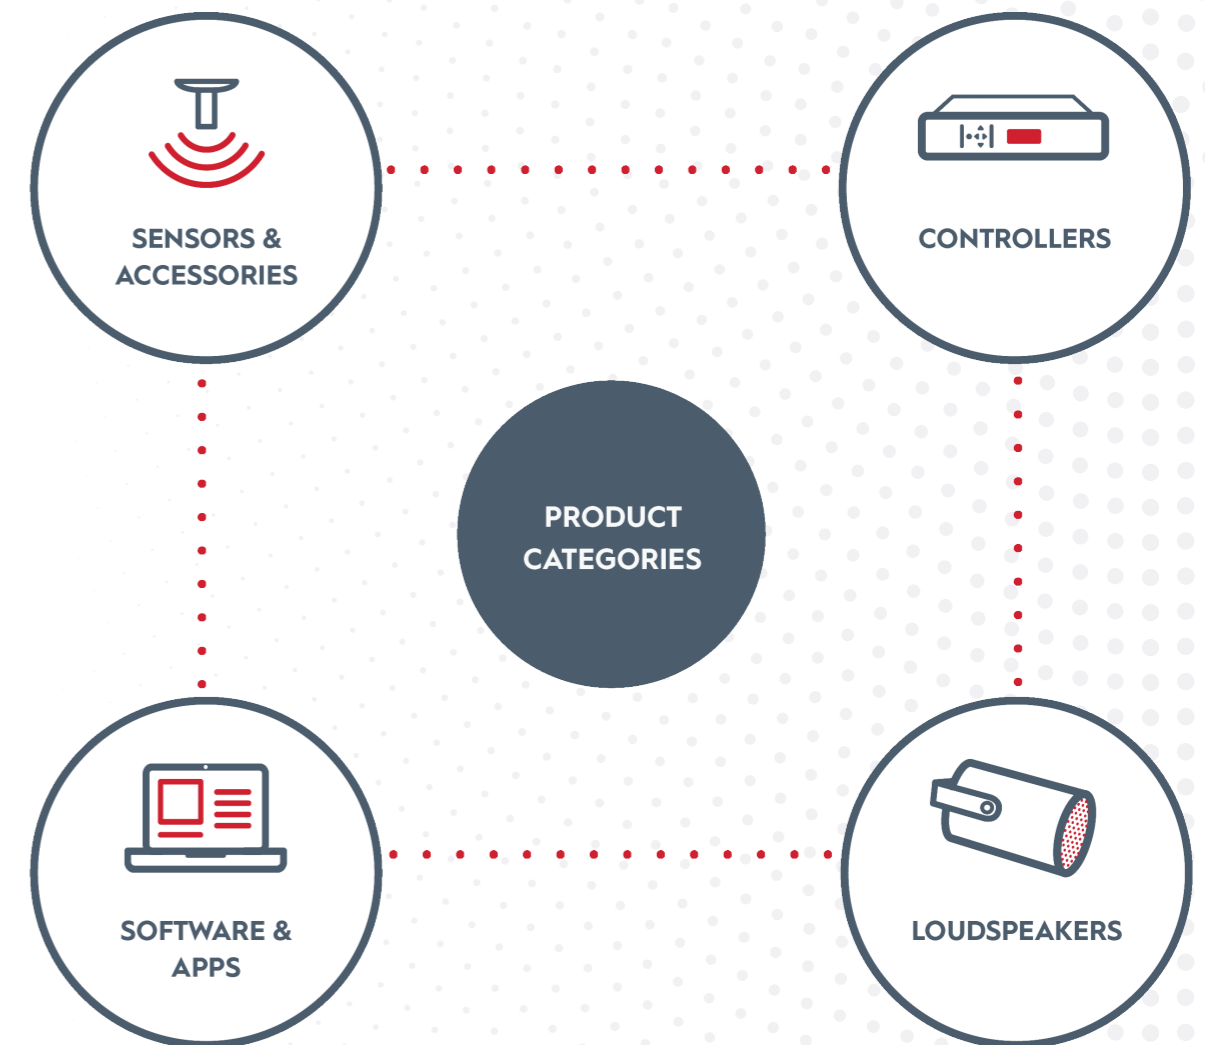 SENSORS &
ACCESSORIES
CONTROLLERS
PRODUCT
CATEGORIES
SOFTWARE &
APPS
LOUDSPEAKERS